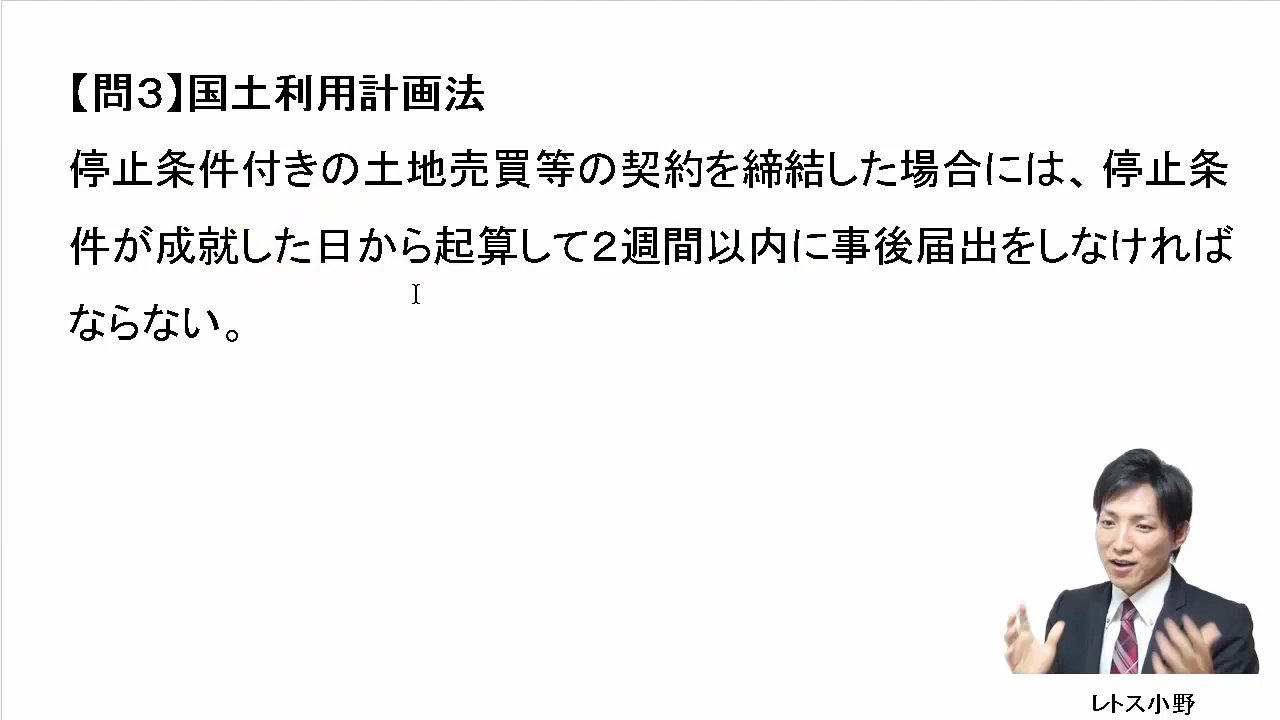 【問３】国土利用計画法
停止条件付きの土地売買等の契約を締結した場合には、停止条
件が成就した日から起算して２週間以内に事後届出をしなければ
ならない。
レトス小野